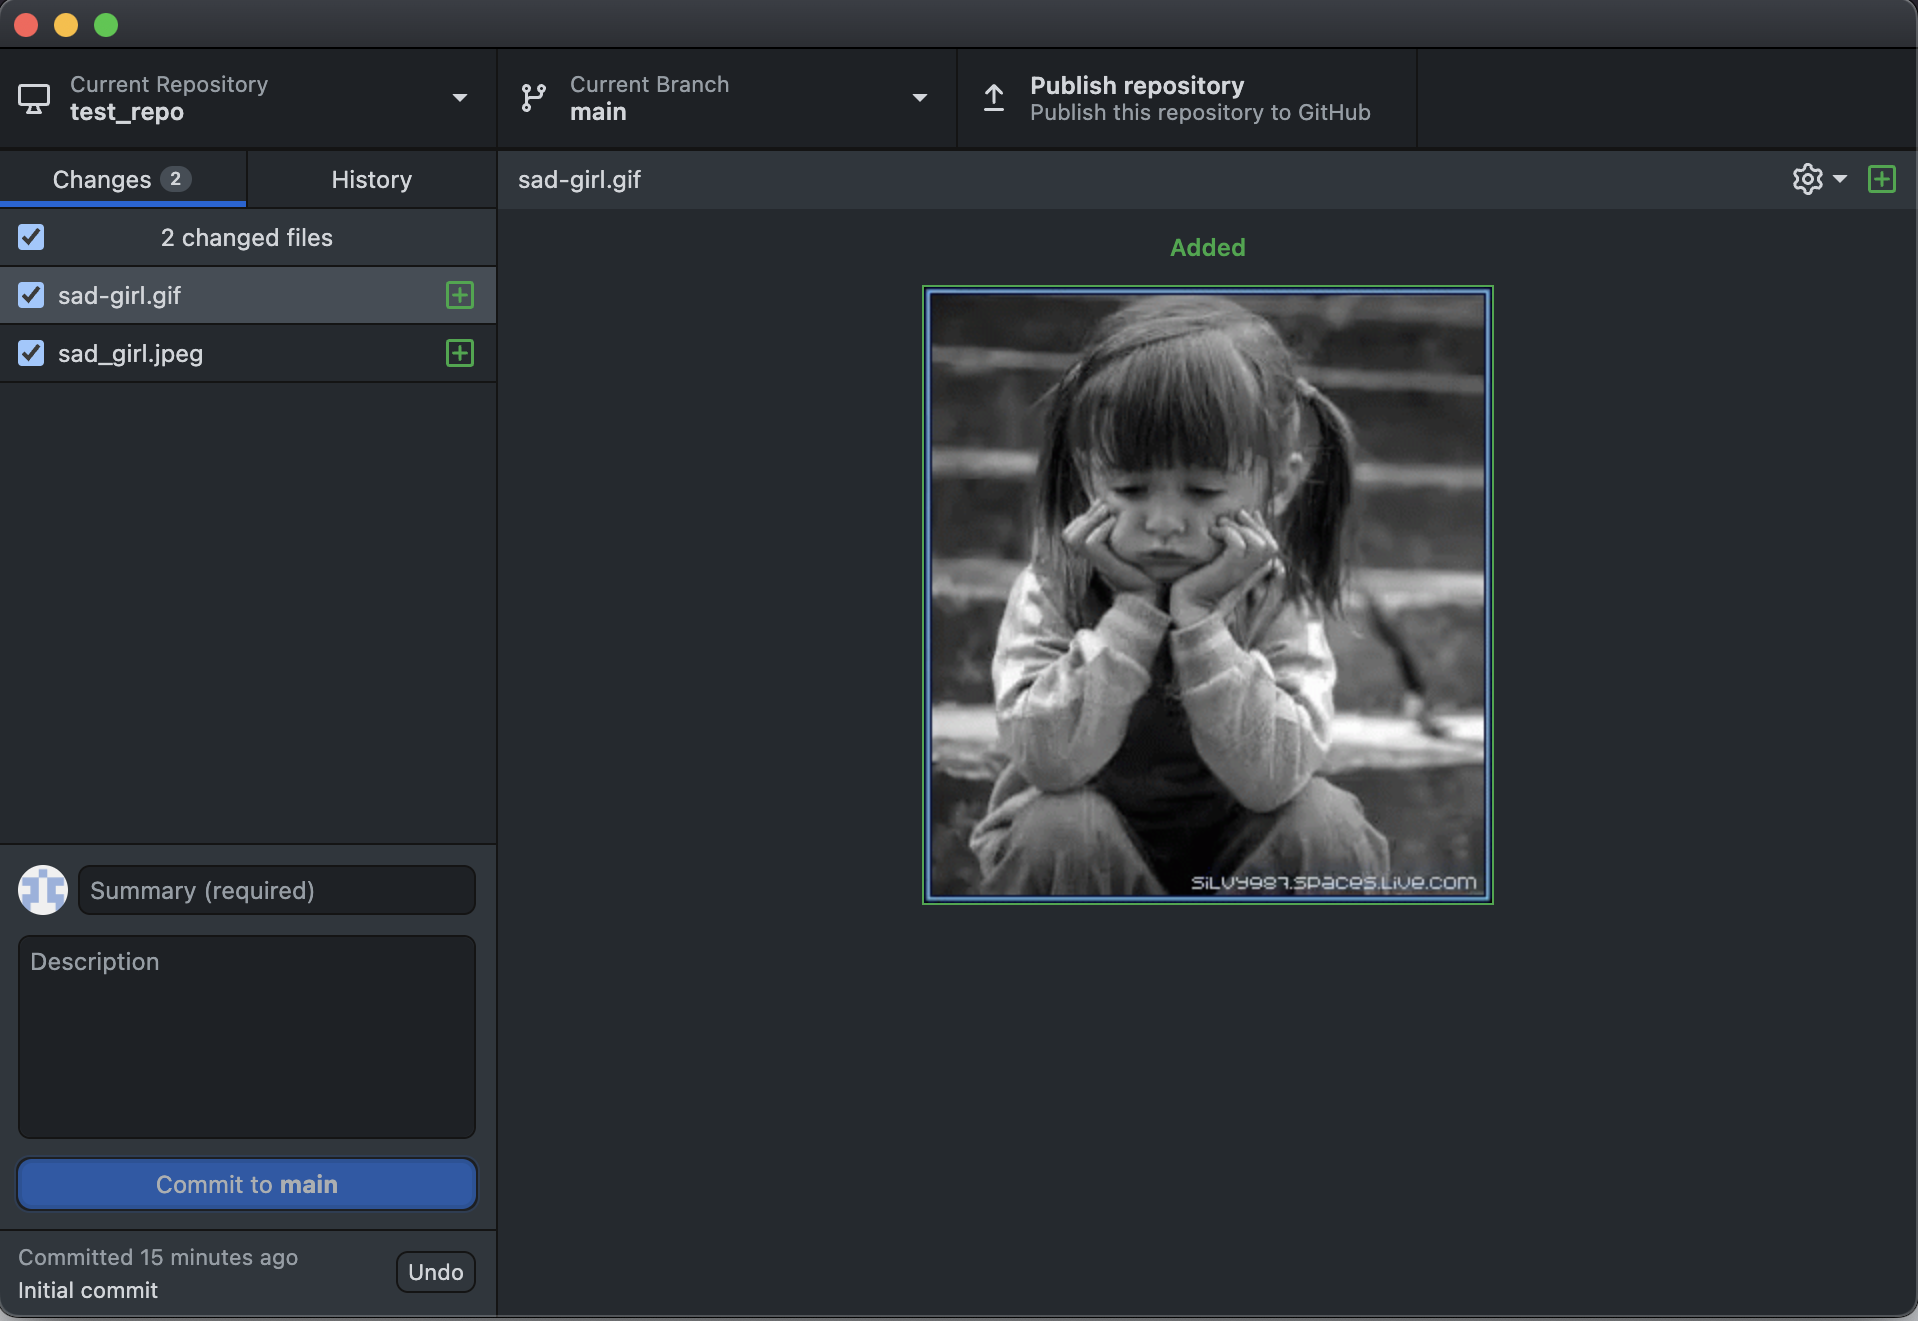 Current Repository
test_repo
Current Branch
main
Publish repository
Publish this repository to GitHub
Changes 2
History
sad-girl.gif
2 changed files
sad-girl.gif
sad_girl.jpeg
Added
SiLVY987.SPACES.LiVE.COM
Summary (required)
Description
Commit to main
Committed 15 minutes ago
Initial commit
Undo